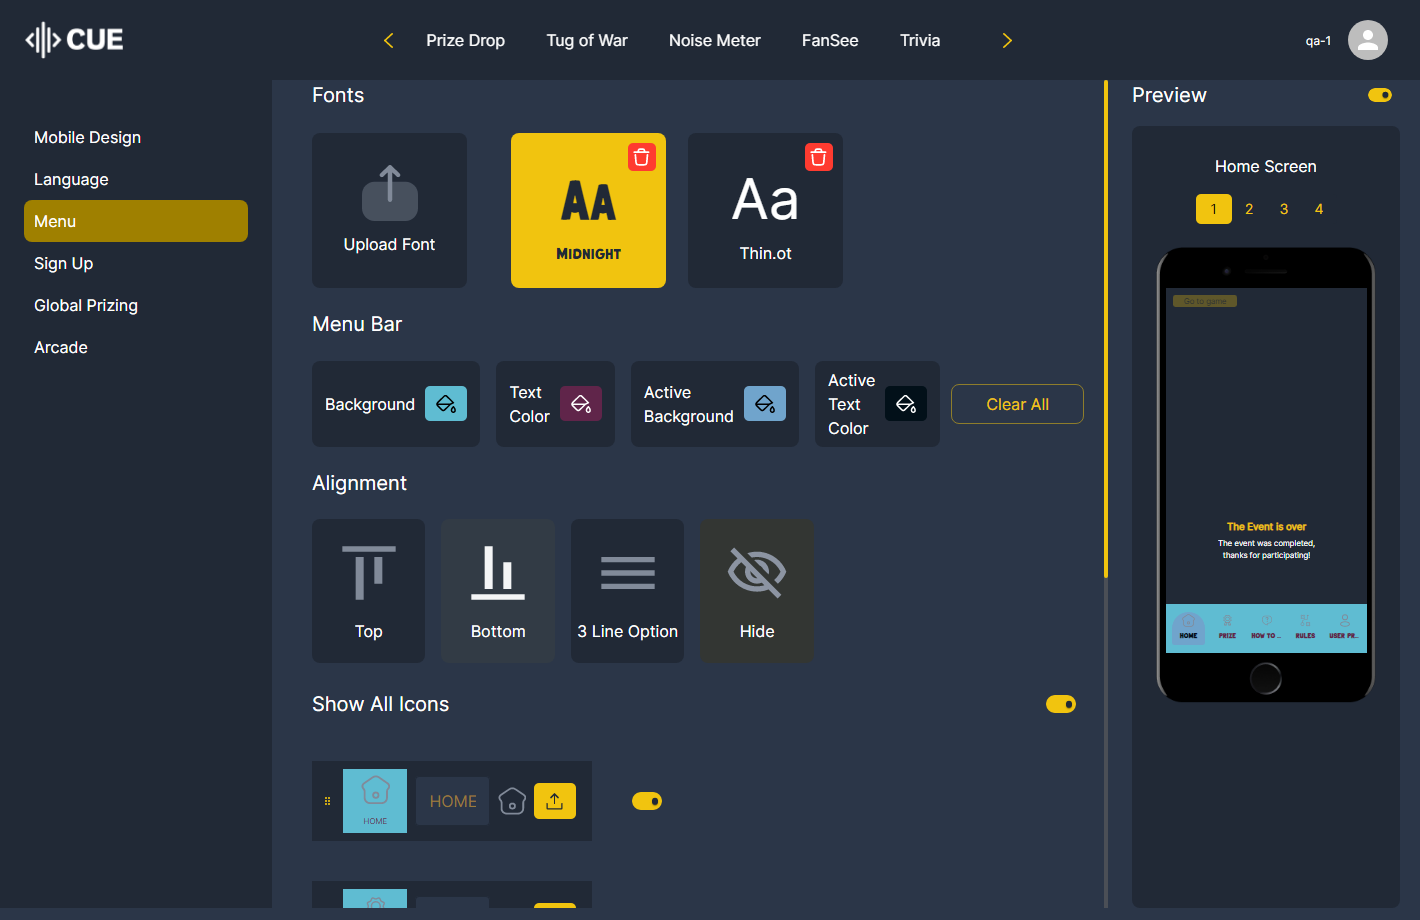 CUE
Prize Drop
Tug of War
Noise Meter
FanSee
Trivia
qa-1
Mobile Design
Language
Menu
Sign Up
Global Prizing
Arcade
Fonts
Upload Font
AA
MIDNIGHT
Aa
Thin.ot
Menu Bar
Background
Text
Color
Active
Background
Active
Text
Color
Clear All
Alignment
Top
Bottom
3 Line Option
Hide
Show All Icons
HOME
HOME
Preview
Home Screen
1 2 3 4
Go to game
The Event is over
The event was completed,
thanks for participating!
HOME PRIZE HOW TO ... RULES USER PR...